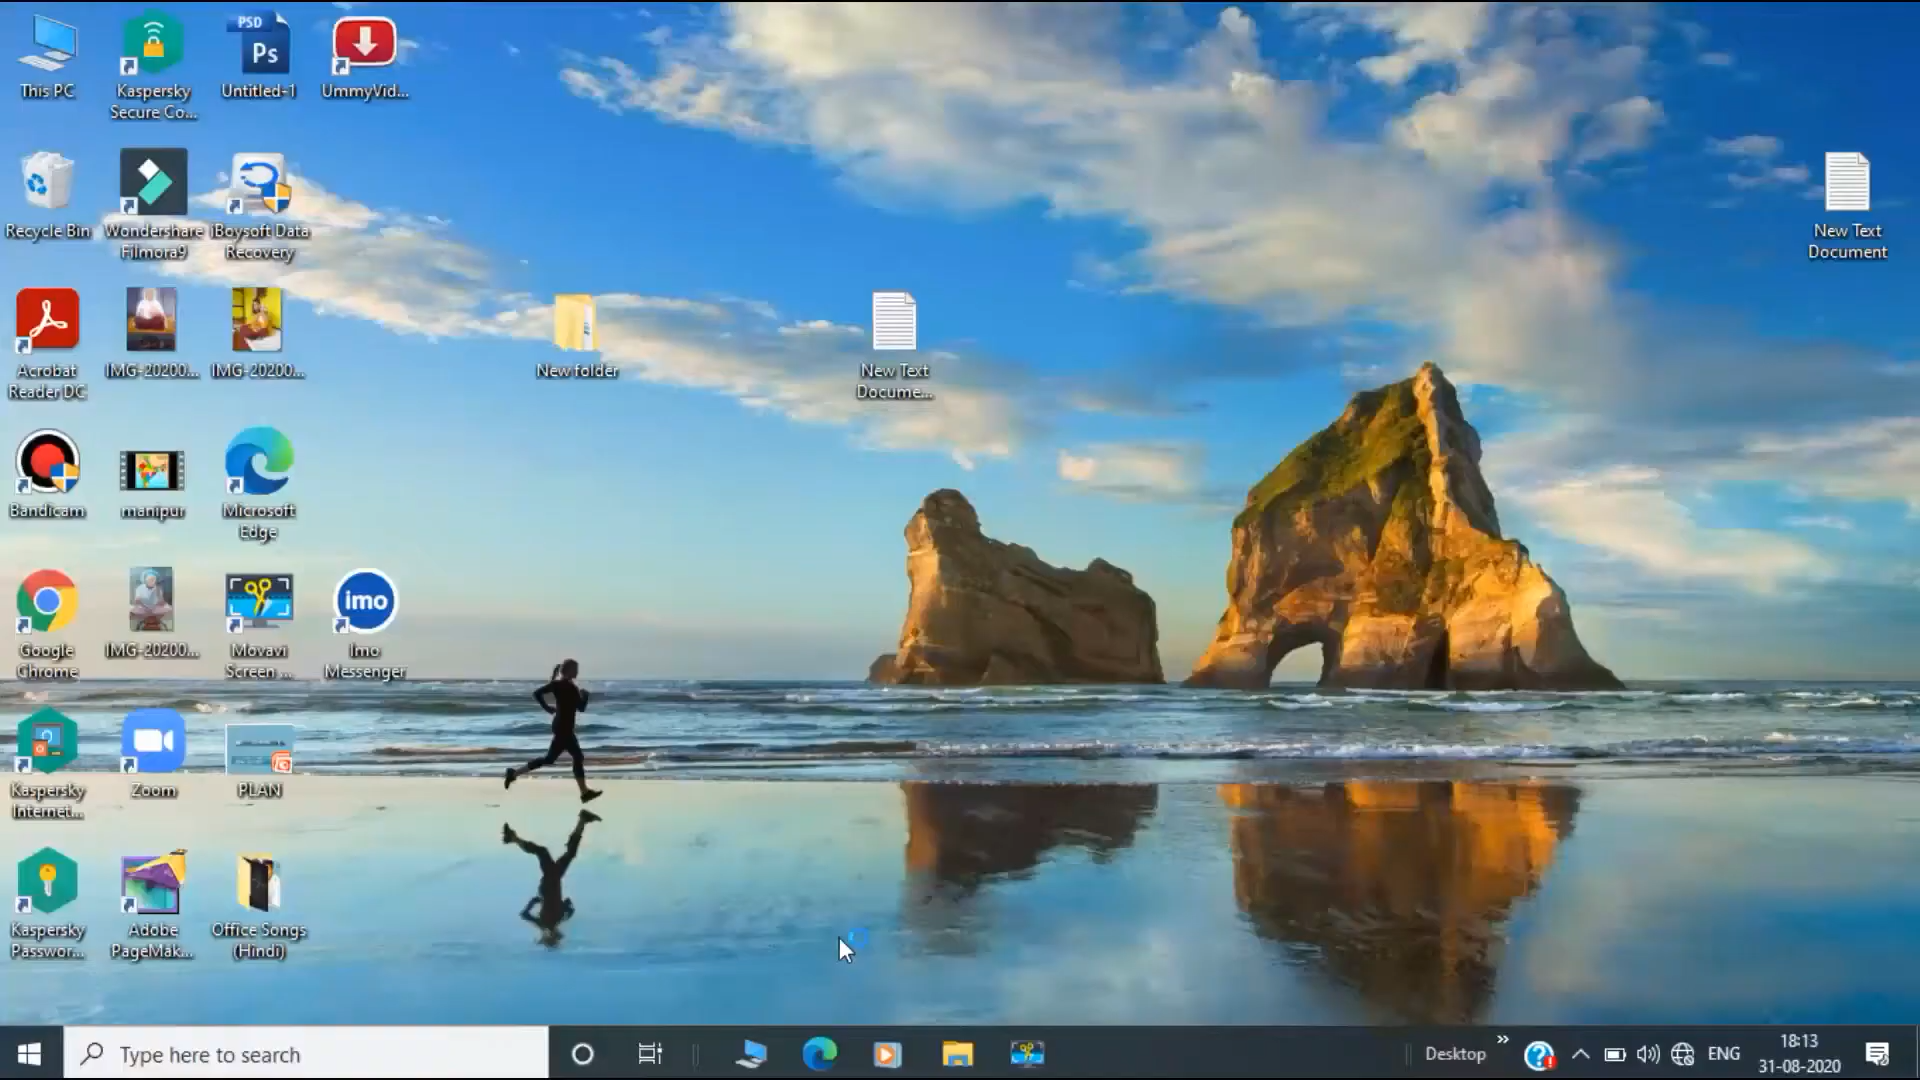 This PC
Kaspersky
Secure Co...
PSD
Ps
Untitled-1
UmmyVid...
Recycle Bin
Wondershare
Filmora9
iBoysoft Data
Recovery
New Text
Document
Acrobat
Reader DC
IMG-20200...
IMG-20200...
New folder
New Text
Docume...
Bandicam
manipur
Microsoft
Edge
Google
Chrome
IMG-20200...
Movavi
Screen ...
imo
Imo
Messenger
Kaspersky
Internet...
Zoom
PLAN
Kaspersky
Passwor...
Adobe
PageMak...
Office Songs
(Hindi)
Type here to search
Desktop
ENG
18:13
31-08-2020